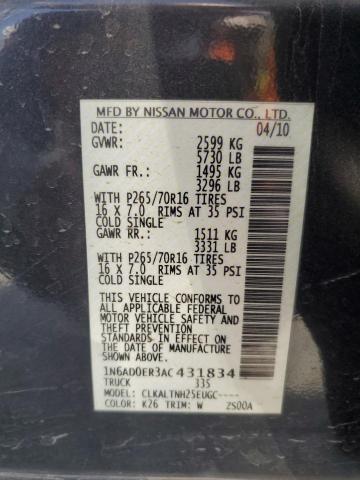 MFD BY NISSAN MOTOR CO., LTD.
DATE: 04/10
GVWR: 2599 KG
5730 LB
GAWR FR.: 1495 KG
3296 LB
WITH P265/70R16 TIRES
16 X 7.0 RIMS AT 35 PSI
COLD SINGLE
GAWR RR.: 1511 KG
3331 LB
WITH P265/70R16 TIRES
16 X 7.0 RIMS AT 35 PSI
COLD SINGLE
THIS VEHICLE CONFORMS TO
ALL APPLICABLE FEDERAL
MOTOR VEHICLE SAFETY
STANDARDS IN EFFECT ON
THE DATE OF MANUFACTURE
SHOWN ABOVE.
1N6AD0ER3AC431834
TRUCK 335
MODEL: CLKALTNH25EUGC----
COLOR: K26 TRIM: W ZS00A